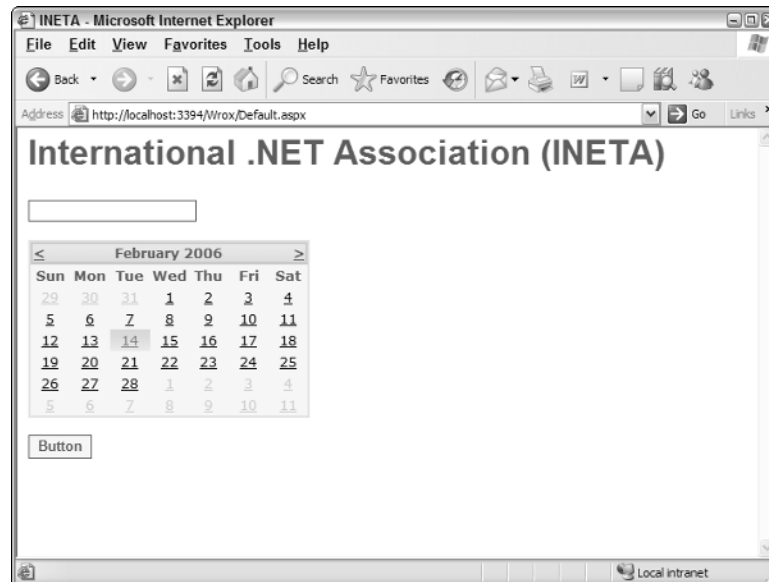 INETA - Microsoft Internet Explorer
File Edit View Favorites Tools Help
Back Search Favorites
Address http://localhost:3394/Wrox/Default.aspx Go Links
International .NET Association (INETA)
< February 2006 >
Sun Mon Tue Wed Thu Fri Sat
29 30 31 1 2 3 4
5 6 7 8 9 10 11
12 13 14 15 16 17 18
19 20 21 22 23 24 25
26 27 28 1 2 3 4
5 6 7 8 9 10 11
Button
Local intranet